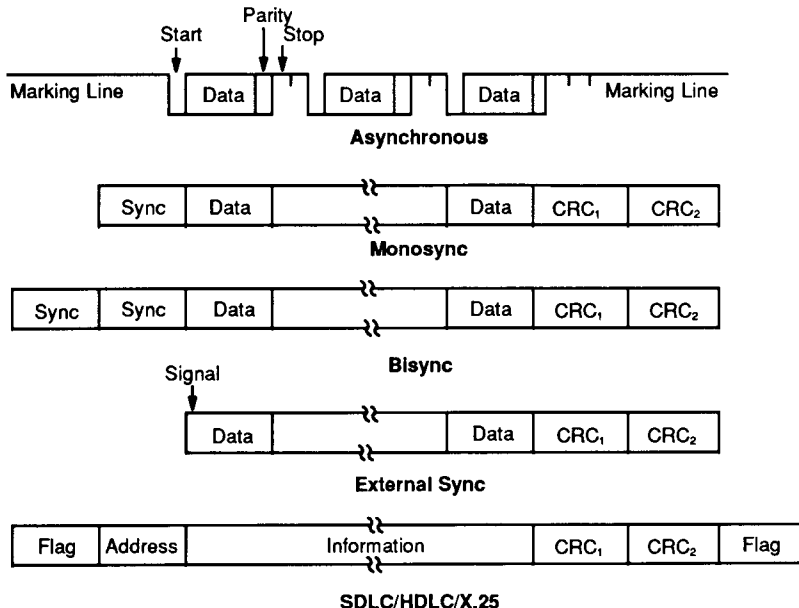 Parity
Start Stop
Marking Line Data Data Data Marking Line
Asynchronous
Sync Data Data CRC₁ CRC₂
Monosync
Sync Sync Data Data CRC₁ CRC₂
Bisync
Signal
Data Data CRC₁ CRC₂
External Sync
Flag Address Information CRC₁ CRC₂ Flag
SDLC/HDLC/X.25